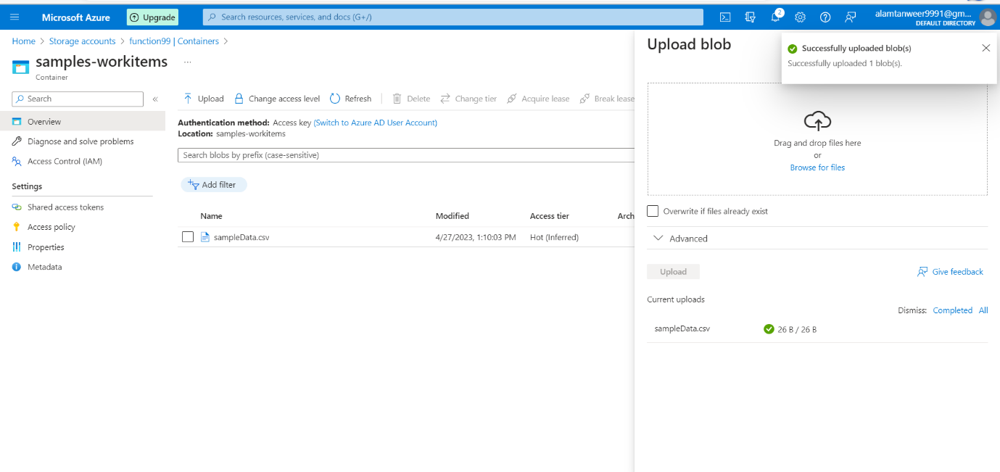 Microsoft Azure
Upgrade
Search resources, services, and docs (G+/)
2
alamtanweer9991@gm...
DEFAULT DIRECTORY
Home > Storage accounts > function99 | Containers >
samples-workitems ...
Container
Search
«
Overview
Diagnose and solve problems
Access Control (IAM)
Settings
Shared access tokens
Access policy
Properties
Metadata
Upload Change access level Refresh Delete Change tier Acquire lease Break lease
Authentication method: Access key (Switch to Azure AD User Account)
Location: samples-workitems
Search blobs by prefix (case-sensitive)
Add filter
Name Modified Access tier Arch
sampleData.csv 4/27/2023, 1:10:03 PM Hot (Inferred)
Upload blob
Successfully uploaded blob(s)
Successfully uploaded 1 blob(s).
Drag and drop files here
or
Browse for files
Overwrite if files already exist
Advanced
Upload
Give feedback
Current uploads
Dismiss: Completed All
sampleData.csv 26 B / 26 B